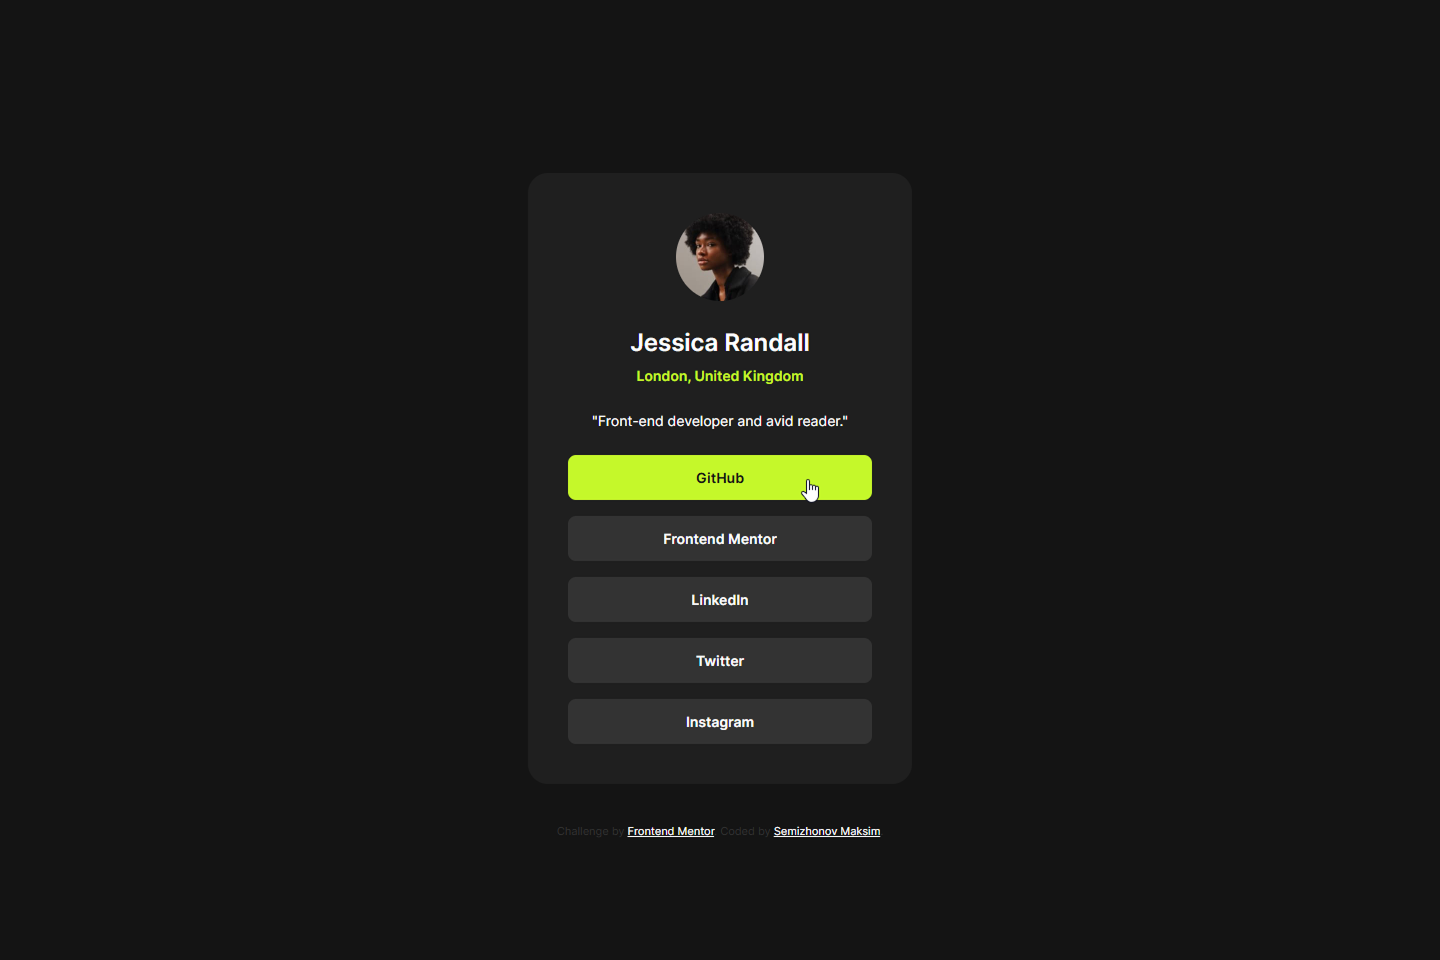 Jessica Randall
London, United Kingdom
"Front-end developer and avid reader."
GitHub
Frontend Mentor
LinkedIn
Twitter
Instagram
Challenge by Frontend Mentor. Coded by Semizhonov Maksim.